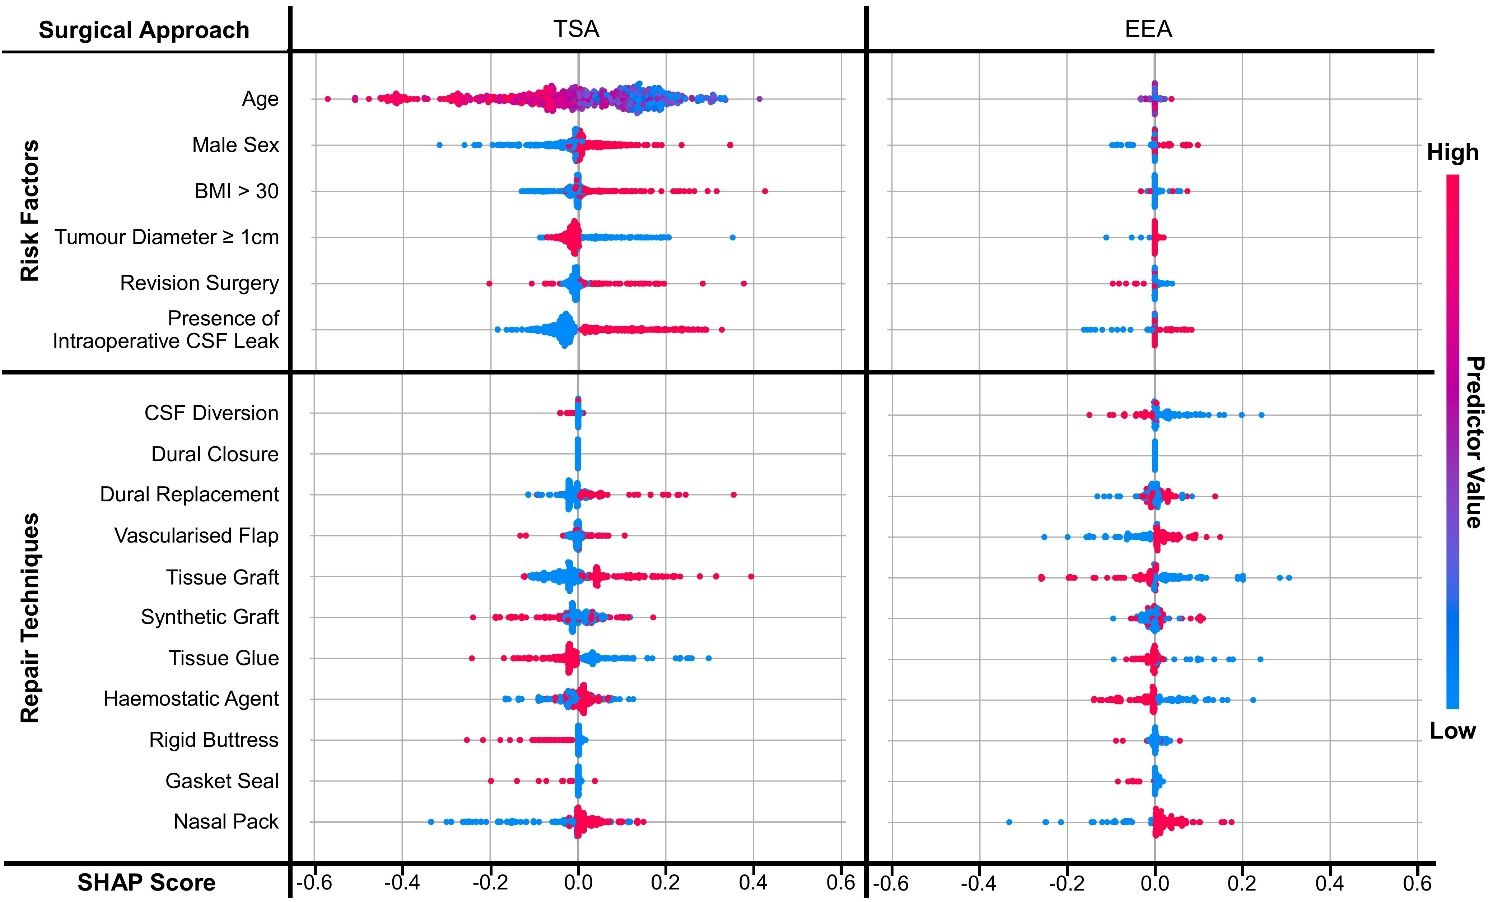 Surgical Approach TSA EEA
Risk Factors
Age
Male Sex
BMI > 30
Tumour Diameter ≥ 1cm
Revision Surgery
Presence of
Intraoperative CSF Leak
Repair Techniques
CSF Diversion
Dural Closure
Dural Replacement
Vascularised Flap
Tissue Graft
Synthetic Graft
Tissue Glue
Haemostatic Agent
Rigid Buttress
Gasket Seal
Nasal Pack
SHAP Score -0.6 -0.4 -0.2 0.0 0.2 0.4 0.6 -0.6 -0.4 -0.2 0.0 0.2 0.4 0.6
High
Predictor Value
Low